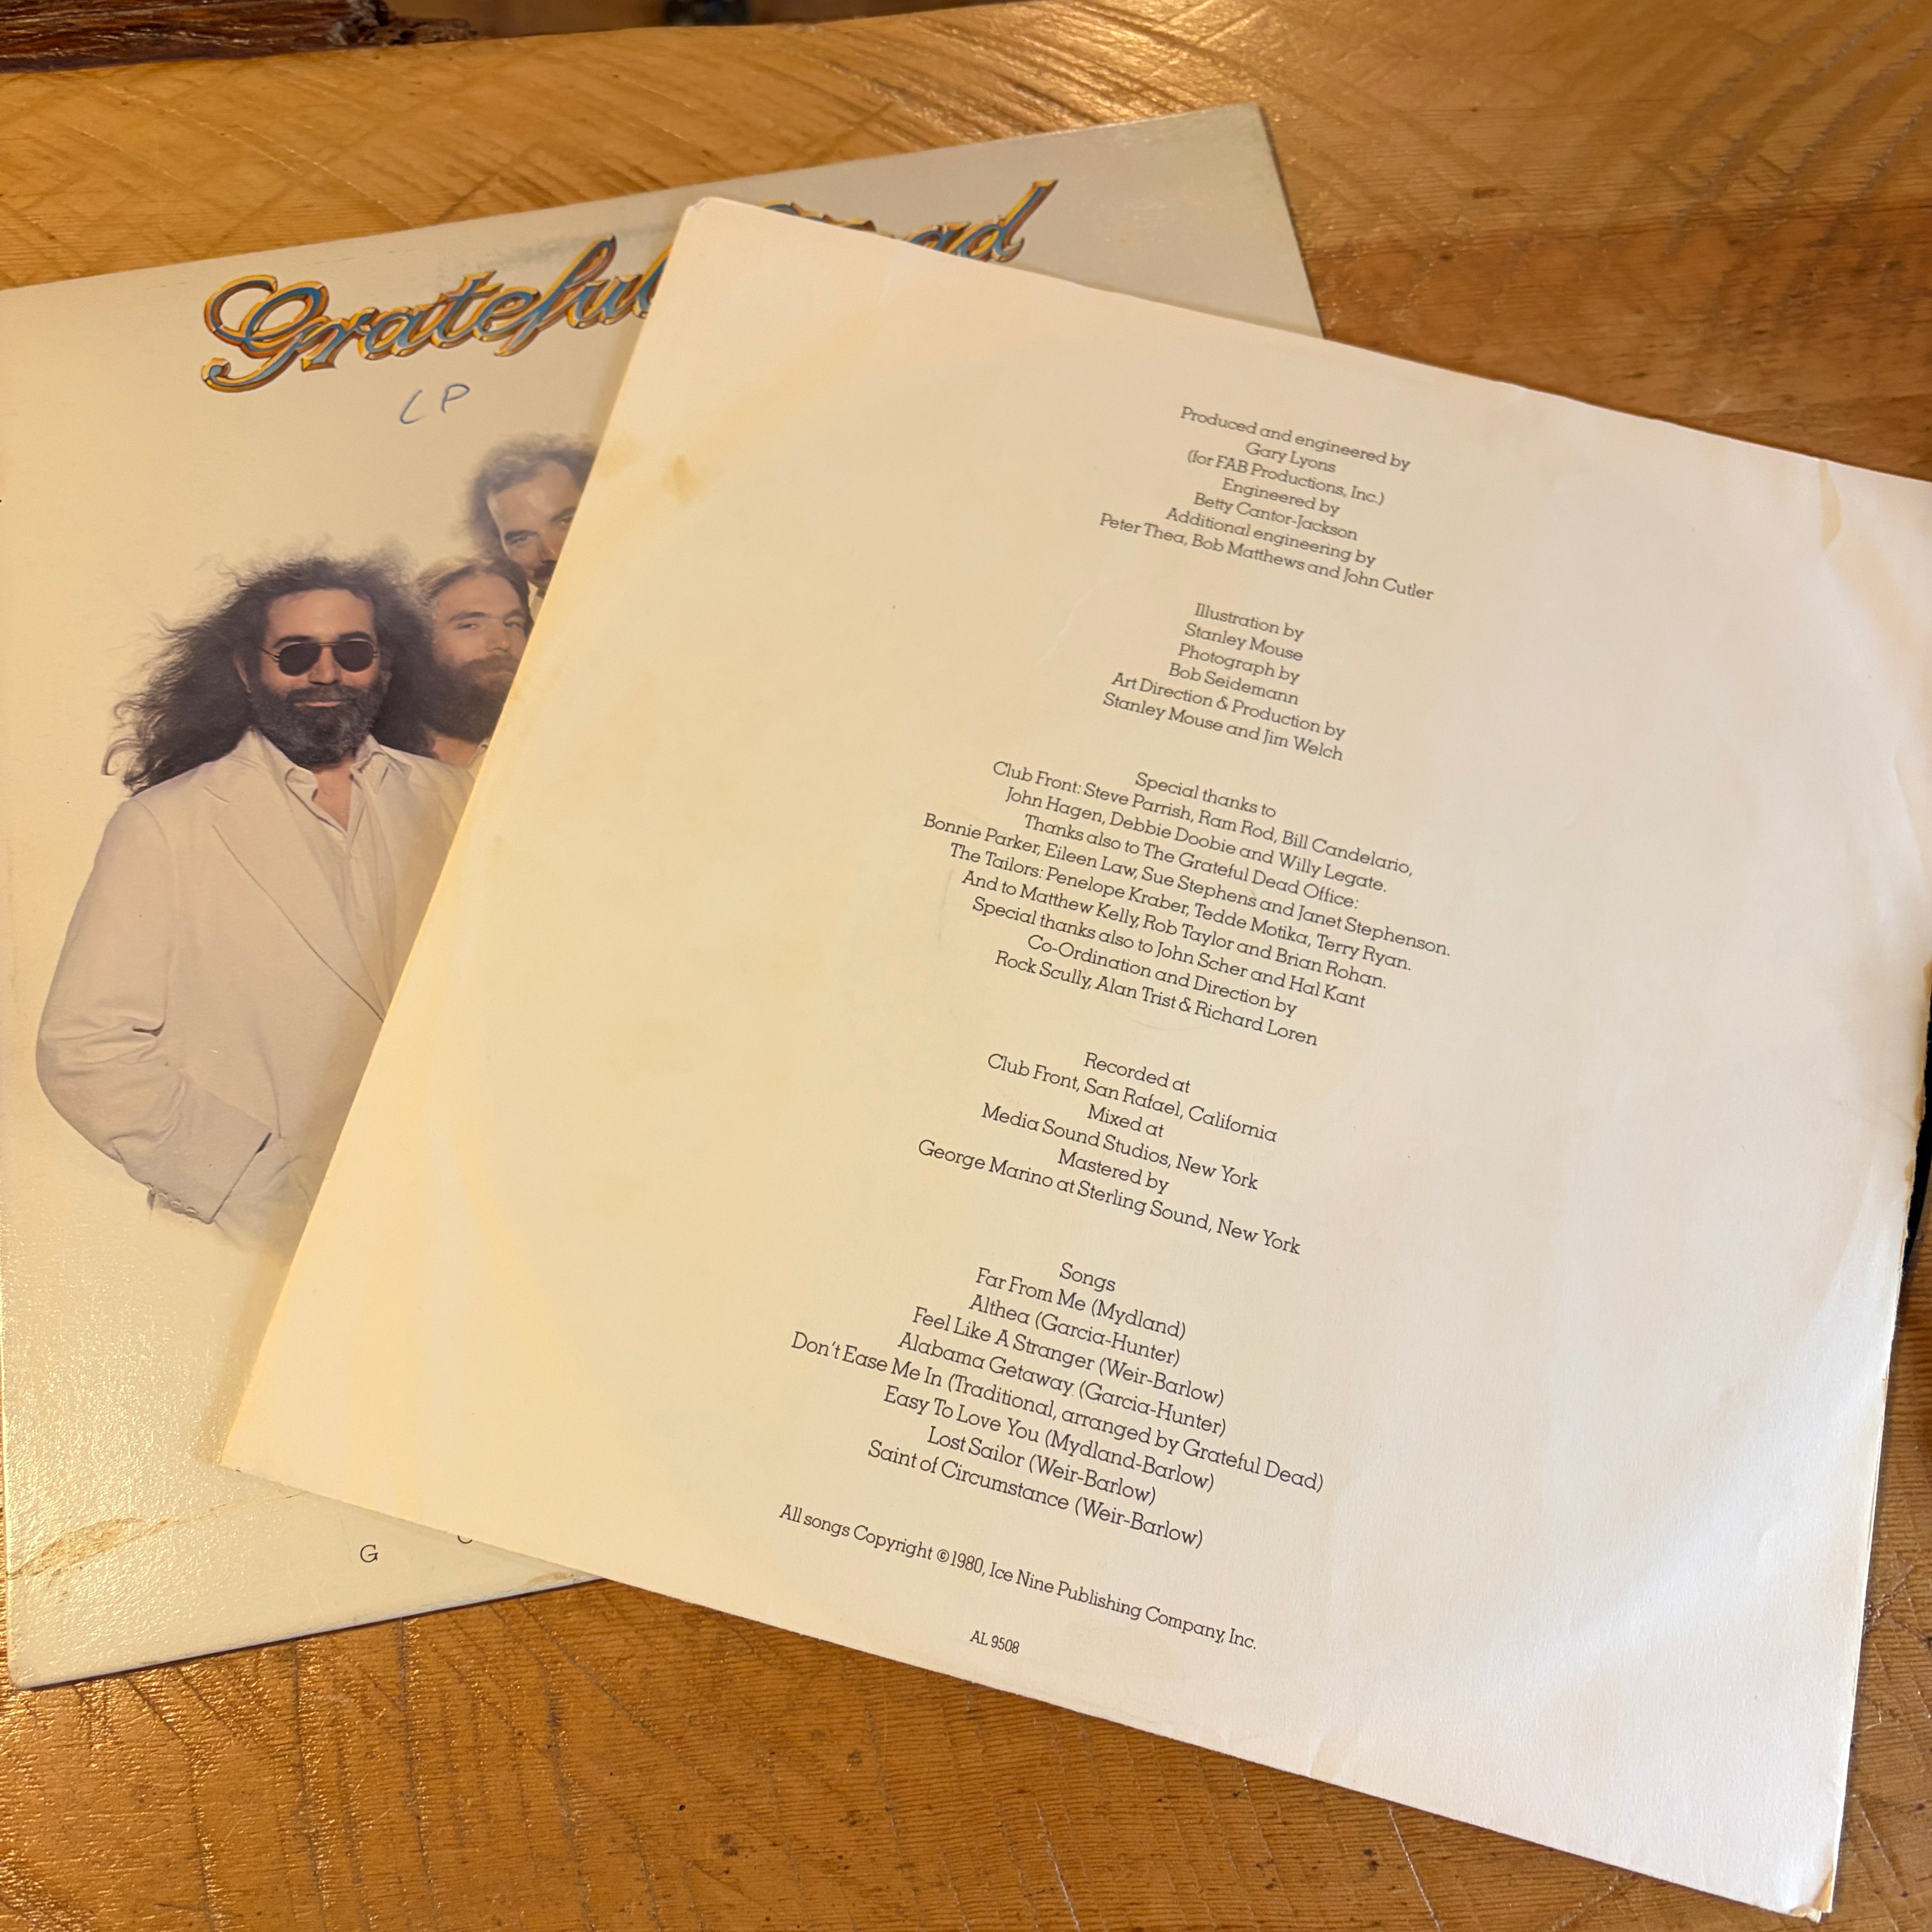 Grateful ad
LP
G
Produced and engineered by
Gary Lyons
(for FAB Productions, Inc.)
Engineered by
Betty Cantor-Jackson
Additional engineering by
Peter Thea, Bob Matthews and John Cutler
Illustration by
Stanley Mouse
Photograph by
Bob Seidemann
Art Direction & Production by
Stanley Mouse and Jim Welch
Special thanks to
Club Front: Steve Parrish, Ram Rod, Bill Candelario,
John Hagen, Debbie Doobie and Willy Legate.
Thanks also to The Grateful Dead Office:
Bonnie Parker, Eileen Law, Sue Stephens and Janet Stephenson.
The Tailors: Penelope Kraber, Tedde Motika, Terry Ryan.
And to Matthew Kelly, Rob Taylor and Brian Rohan.
Special thanks also to John Scher and Hal Kant
Co-Ordination and Direction by
Rock Scully, Alan Trist & Richard Loren
Recorded at
Club Front, San Rafael, California
Mixed at
Media Sound Studios, New York
Mastered by
George Marino at Sterling Sound, New York
Songs
Far From Me (Mydland)
Althea (Garcia-Hunter)
Feel Like A Stranger (Weir-Barlow)
Alabama Getaway (Garcia-Hunter)
Don't Ease Me In (Traditional, arranged by Grateful Dead)
Easy To Love You (Mydland-Barlow)
Lost Sailor (Weir-Barlow)
Saint of Circumstance (Weir-Barlow)
All songs Copyright ©1980, Ice Nine Publishing Company, Inc.
AL 9508